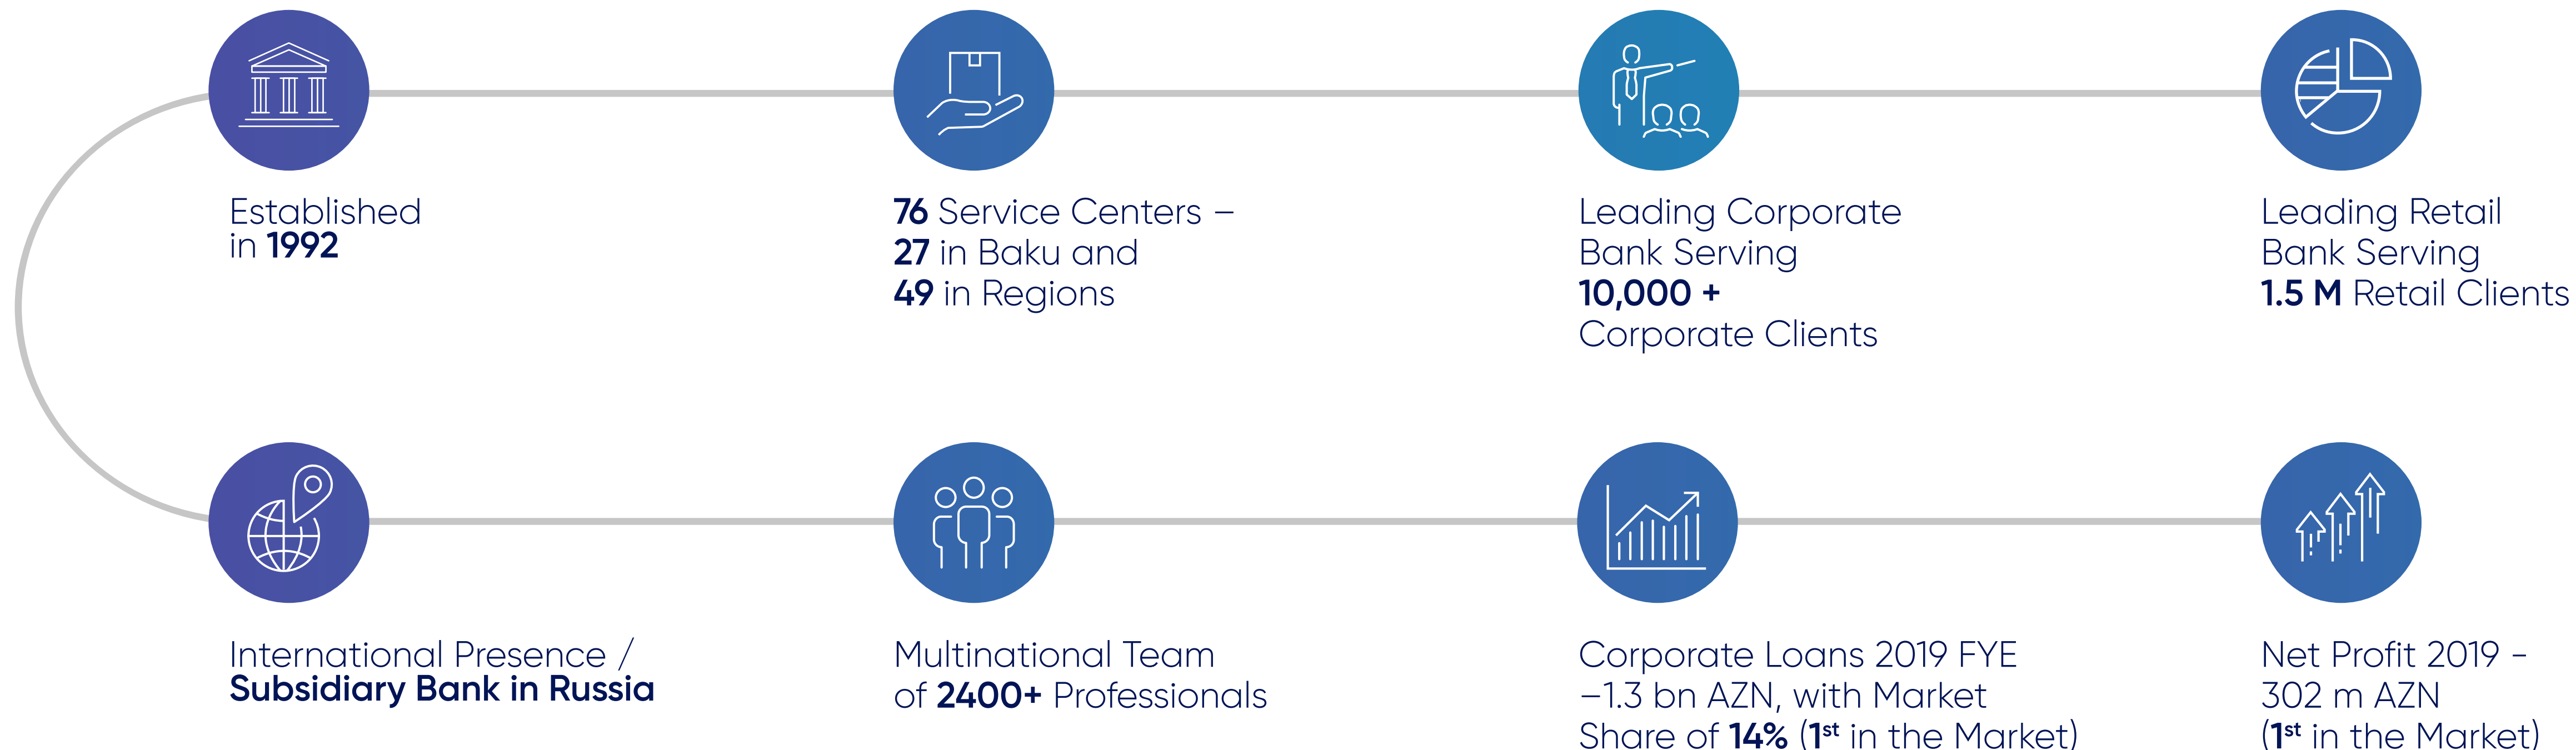 Established
in 1992
76 Service Centers –
27 in Baku and
49 in Regions
Leading Corporate
Bank Serving
10,000 +
Corporate Clients
Leading Retail
Bank Serving
1.5 M Retail Clients
International Presence /
Subsidiary Bank in Russia
Multinational Team
of 2400+ Professionals
Corporate Loans 2019 FYE
–1.3 bn AZN, with Market
Share of 14% (1st in the Market)
Net Profit 2019 -
302 m AZN
(1st in the Market)